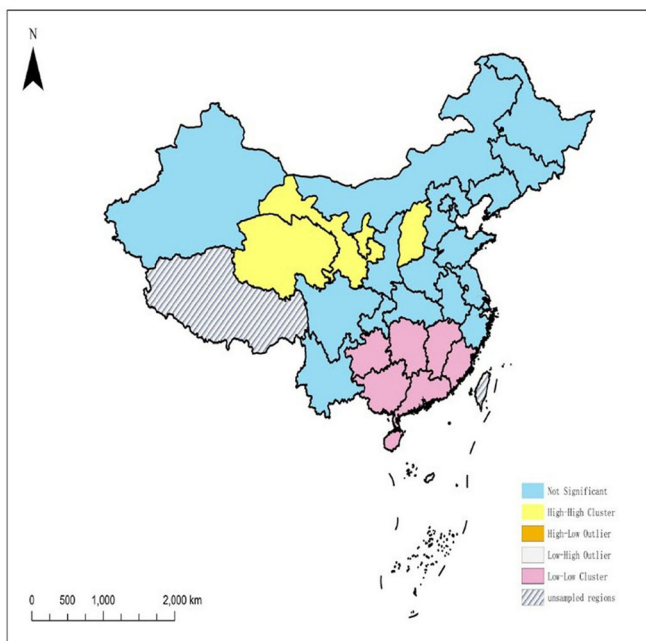 N
Not Significant
High-High Cluster
High-Low Outlier
Low-High Outlier
Low-Low Cluster
unsampled regions
0 500 1,000 2,000 km